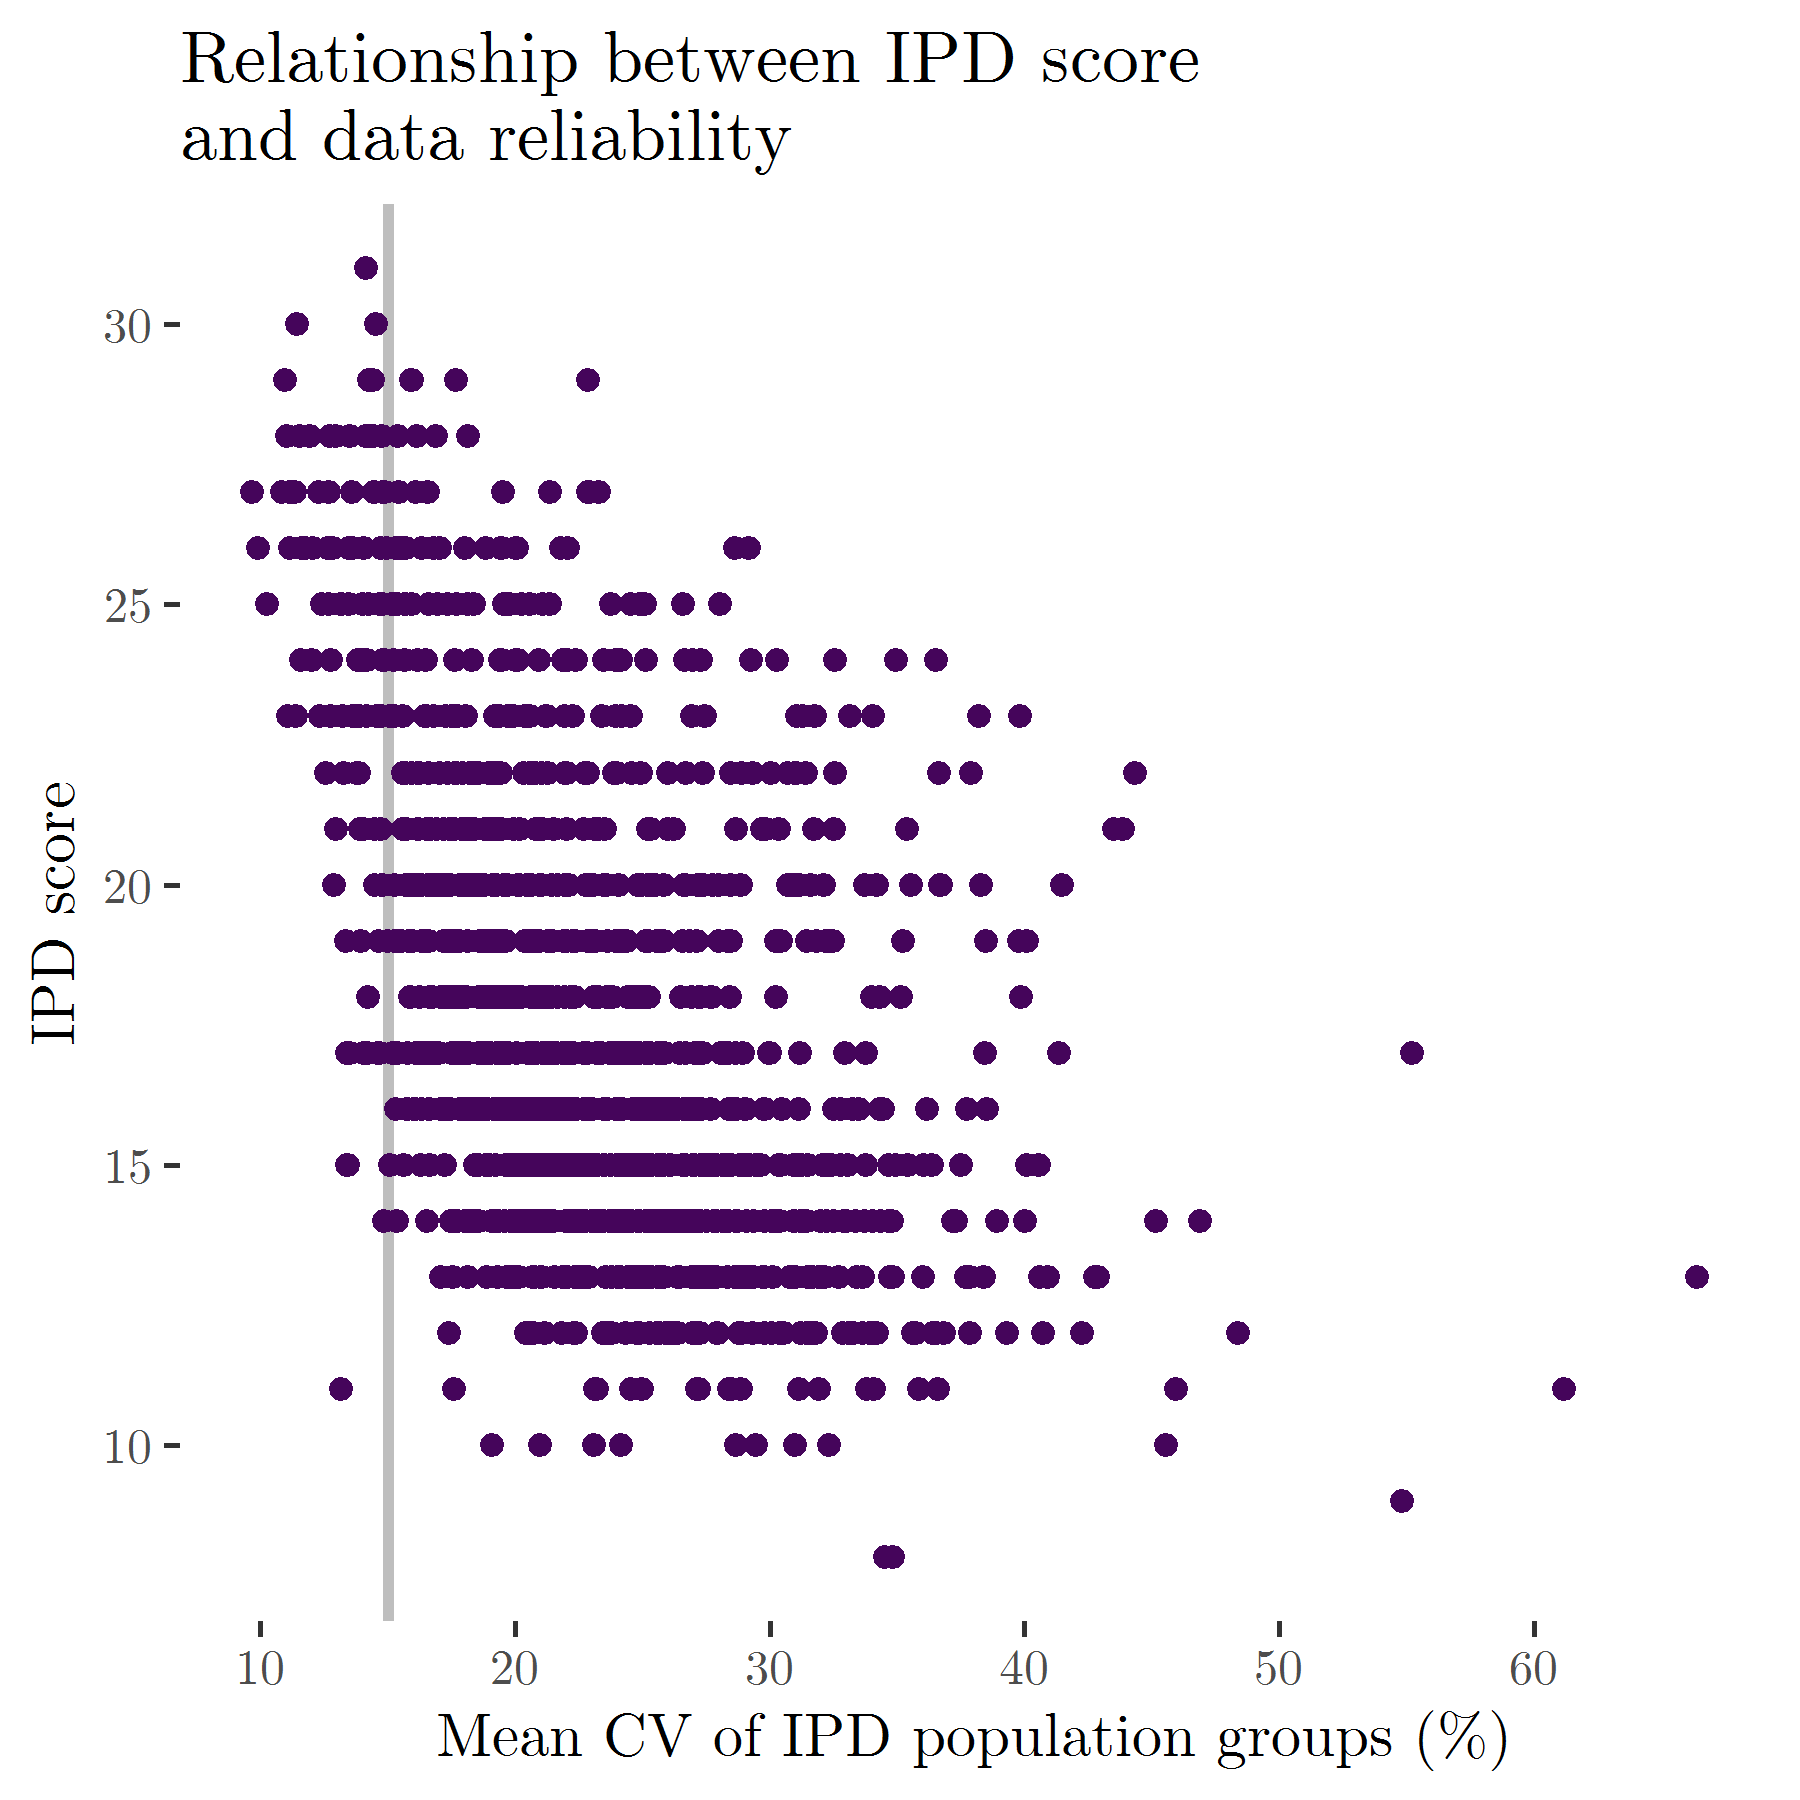 Relationship between IPD score
and data reliability
IPD score
30
25
20
15
10
10 20 30 40 50 60
Mean CV of IPD population groups (%)